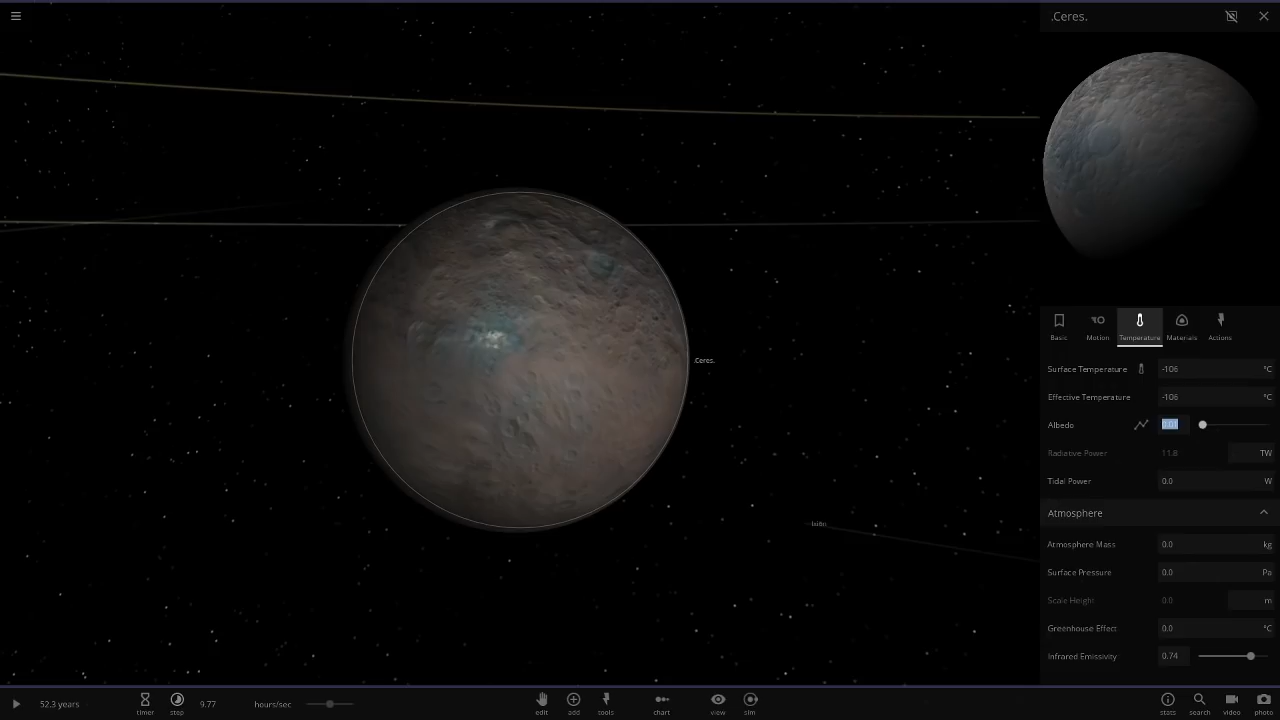 .Ceres.
Basic
Motion
Temperature
Materials
Actions
Surface Temperature -106 °C
Effective Temperature -106 °C
Albedo 0.01
Radiative Power 11.8 TW
Tidal Power 0.0 W
Atmosphere
Atmosphere Mass 0.0 kg
Surface Pressure 0.0 Pa
Scale Height 0.0 m
Greenhouse Effect 0.0 °C
Infrared Emissivity 0.74
.Ceres.
52.3 years
timer
step
9.77
hours/sec
edit
add
tools
chart
view
sim
stats
search
video
photo